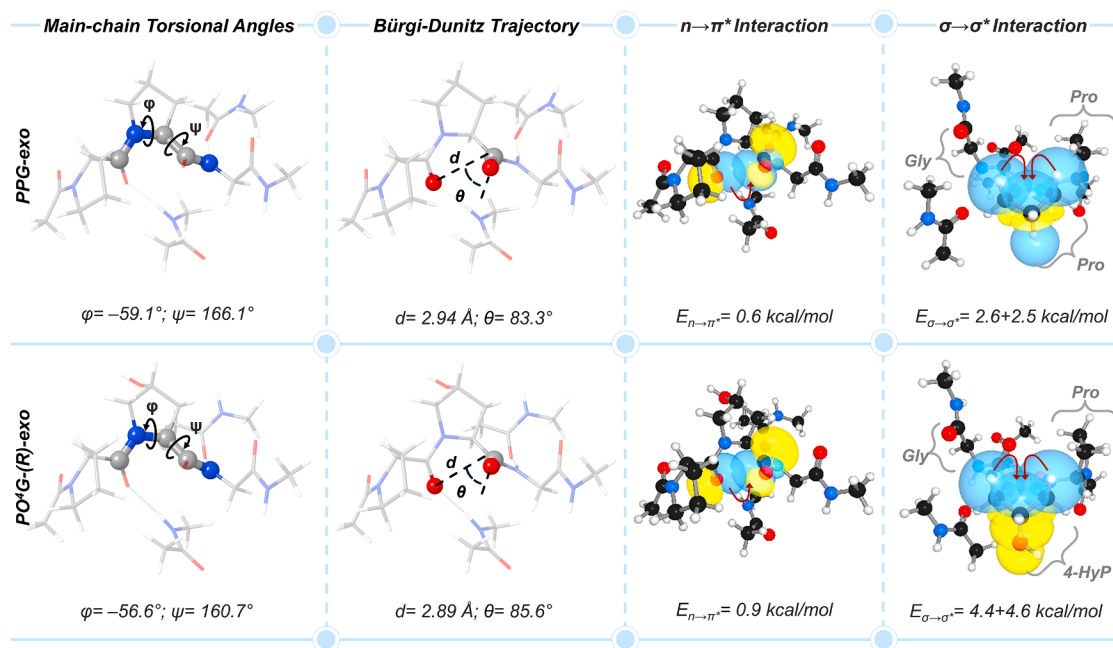 Main-chain Torsional Angles
Bürgi-Dunitz Trajectory
n→π* Interaction
σ→σ* Interaction
PPG-exo
φ
ψ
d
θ
Pro
Gly
Pro
φ= –59.1°; ψ= 166.1°
d= 2.94 Å; θ= 83.3°
En→π*= 0.6 kcal/mol
Eσ→σ*= 2.6+2.5 kcal/mol
PO⁴G-(R)-exo
φ
ψ
d
θ
Pro
Gly
4-HyP
φ= –56.6°; ψ= 160.7°
d= 2.89 Å; θ= 85.6°
En→π*= 0.9 kcal/mol
Eσ→σ*= 4.4+4.6 kcal/mol